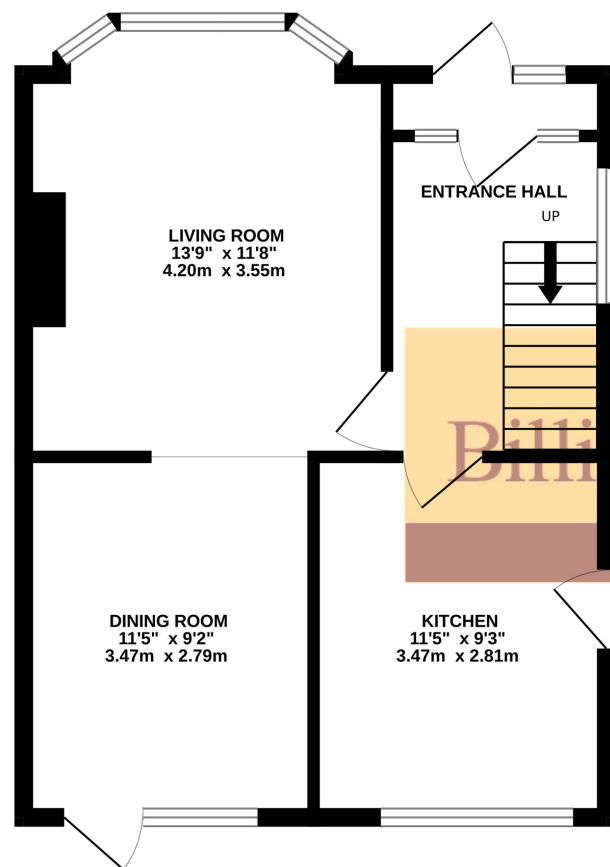 ENTRANCE HALL
UP
LIVING ROOM
13'9" x 11'8"
4.20m x 3.55m
Billi
DINING ROOM
11'5" x 9'2"
3.47m x 2.79m
KITCHEN
11'5" x 9'3"
3.47m x 2.81m